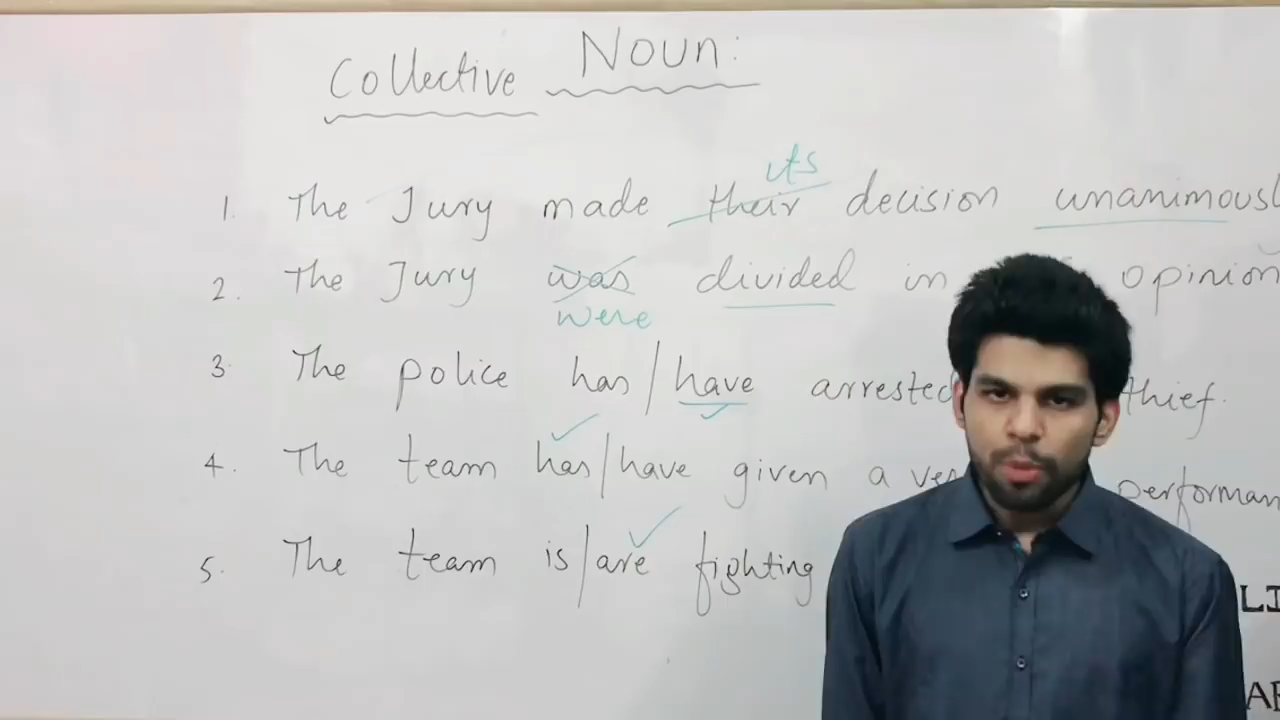 Collective Noun:
its
1. The Jury made their decision unanimousl
2. The Jury was divided in opinion
were
3. The police has/have arrested thief.
4. The team has/have given a ve performan
5. The team is/are fighting
LI
AR